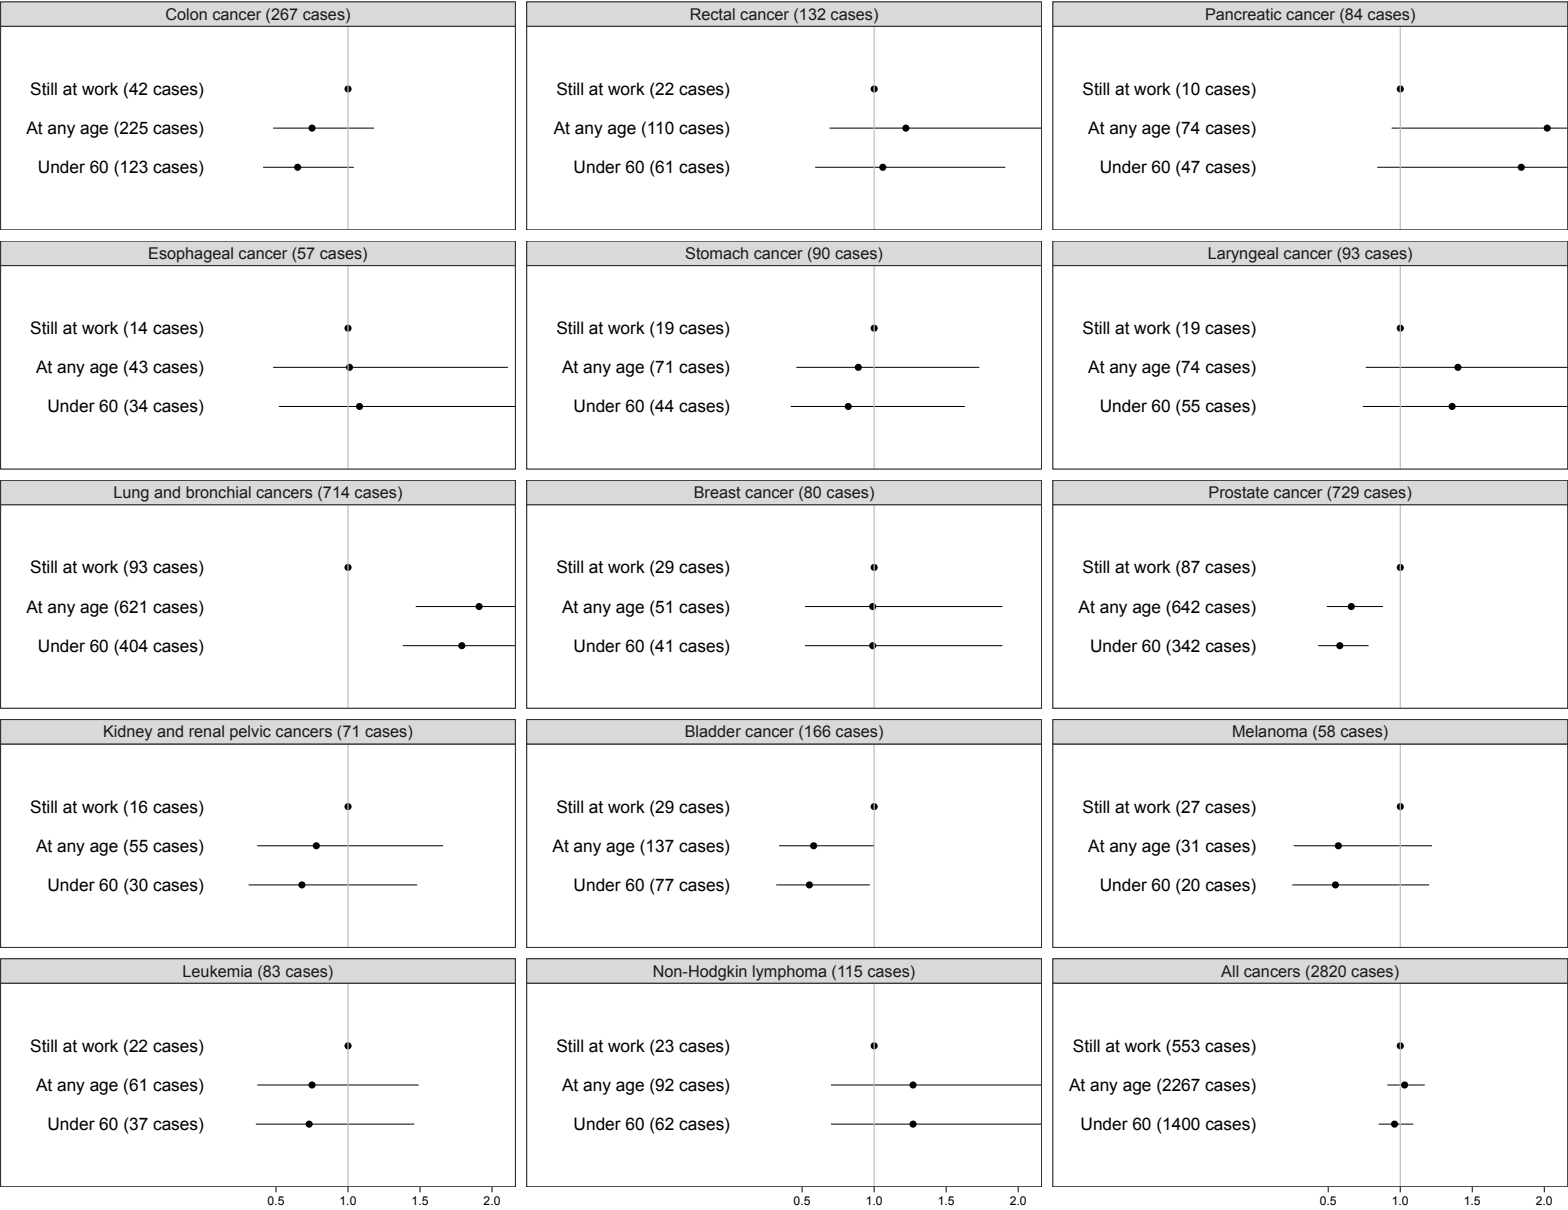 Colon cancer (267 cases)
Still at work (42 cases)
At any age (225 cases)
Under 60 (123 cases)
Rectal cancer (132 cases)
Still at work (22 cases)
At any age (110 cases)
Under 60 (61 cases)
Pancreatic cancer (84 cases)
Still at work (10 cases)
At any age (74 cases)
Under 60 (47 cases)
Esophageal cancer (57 cases)
Still at work (14 cases)
At any age (43 cases)
Under 60 (34 cases)
Stomach cancer (90 cases)
Still at work (19 cases)
At any age (71 cases)
Under 60 (44 cases)
Laryngeal cancer (93 cases)
Still at work (19 cases)
At any age (74 cases)
Under 60 (55 cases)
Lung and bronchial cancers (714 cases)
Still at work (93 cases)
At any age (621 cases)
Under 60 (404 cases)
Breast cancer (80 cases)
Still at work (29 cases)
At any age (51 cases)
Under 60 (41 cases)
Prostate cancer (729 cases)
Still at work (87 cases)
At any age (642 cases)
Under 60 (342 cases)
Kidney and renal pelvic cancers (71 cases)
Still at work (16 cases)
At any age (55 cases)
Under 60 (30 cases)
Bladder cancer (166 cases)
Still at work (29 cases)
At any age (137 cases)
Under 60 (77 cases)
Melanoma (58 cases)
Still at work (27 cases)
At any age (31 cases)
Under 60 (20 cases)
Leukemia (83 cases)
Still at work (22 cases)
At any age (61 cases)
Under 60 (37 cases)
0.5 1.0 1.5 2.0
Non-Hodgkin lymphoma (115 cases)
Still at work (23 cases)
At any age (92 cases)
Under 60 (62 cases)
0.5 1.0 1.5 2.0
All cancers (2820 cases)
Still at work (553 cases)
At any age (2267 cases)
Under 60 (1400 cases)
0.5 1.0 1.5 2.0